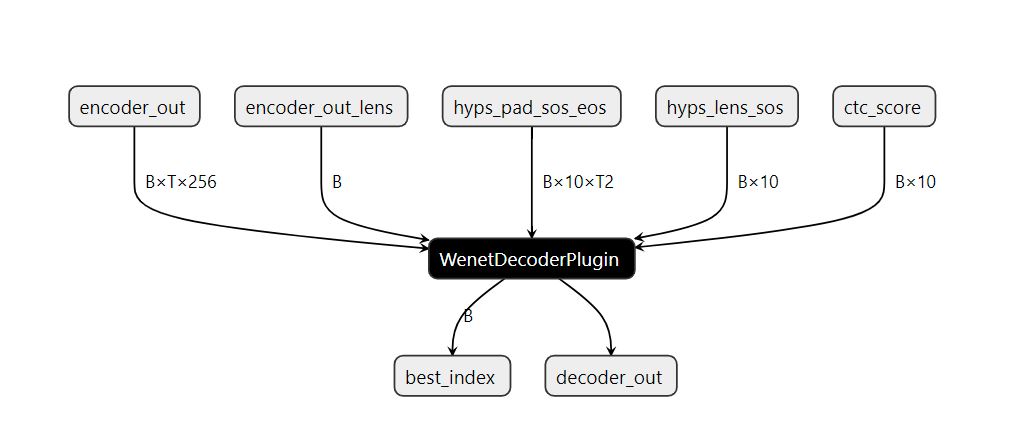 encoder_out
encoder_out_lens
hyps_pad_sos_eos
hyps_lens_sos
ctc_score
B×T×256
B
B×10×T2
B×10
B×10
WenetDecoderPlugin
B
best_index
decoder_out